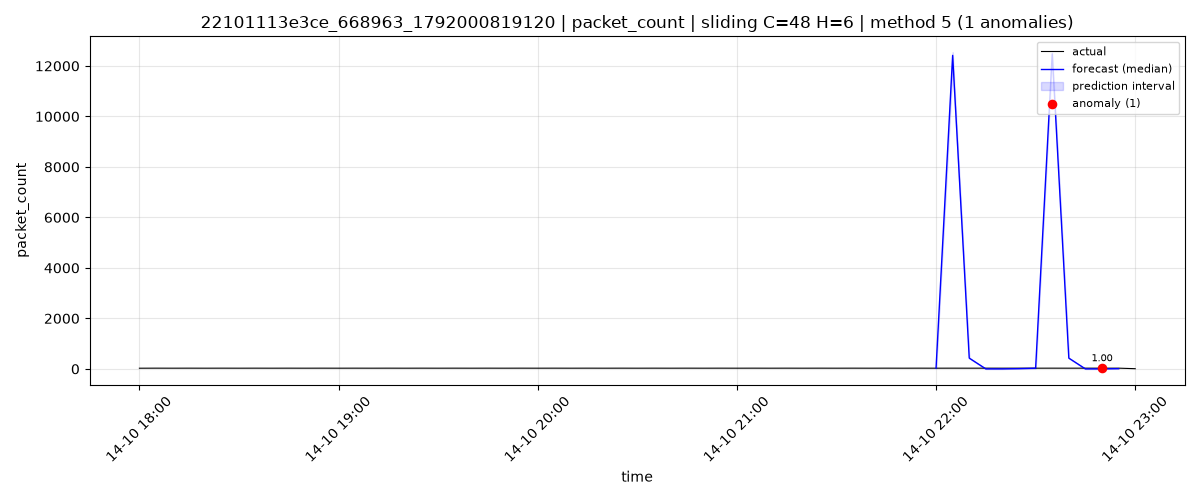 22101113e3ce_668963_1792000819120 | packet_count | sliding C=48 H=6 | method 5 (1 anomalies)
actual
forecast (median)
prediction interval
anomaly (1)
12000
10000
8000
6000
4000
2000
0
packet_count
1.00
14-10 18:00
14-10 19:00
14-10 20:00
14-10 21:00
14-10 22:00
14-10 23:00
time